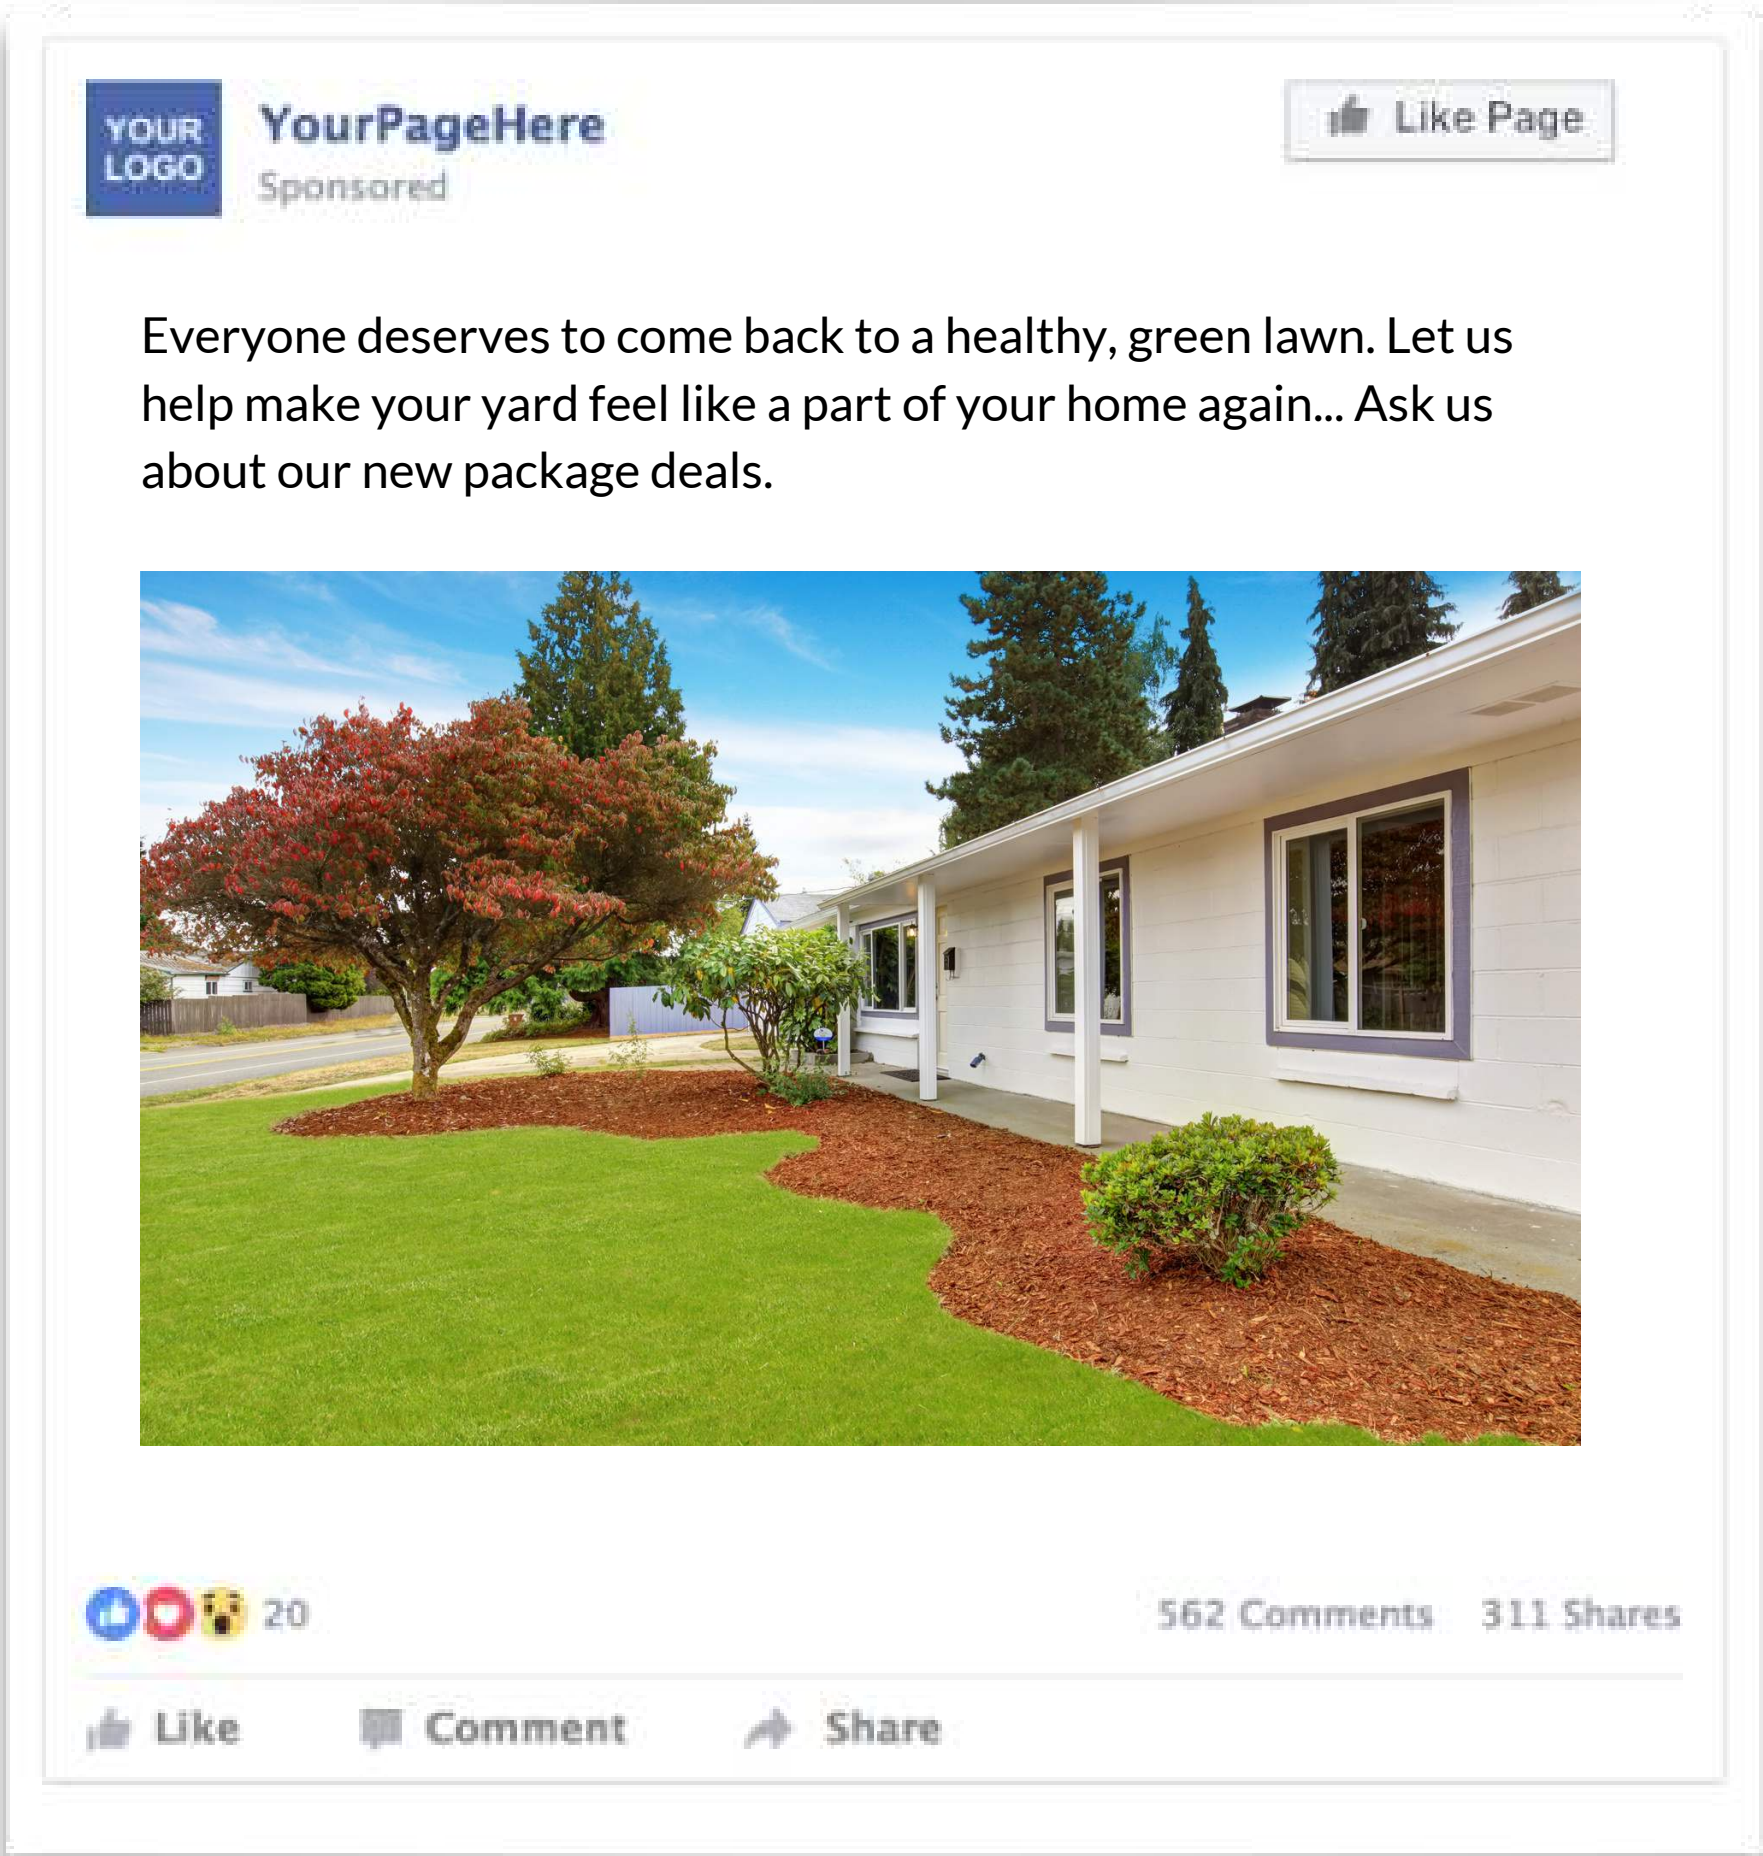 YOUR
LOGO
YourPageHere
Sponsored
Like Page
Everyone deserves to come back to a healthy, green lawn. Let us
help make your yard feel like a part of your home again... Ask us
about our new package deals.
20
562 Comments 311 Shares
Like Comment Share